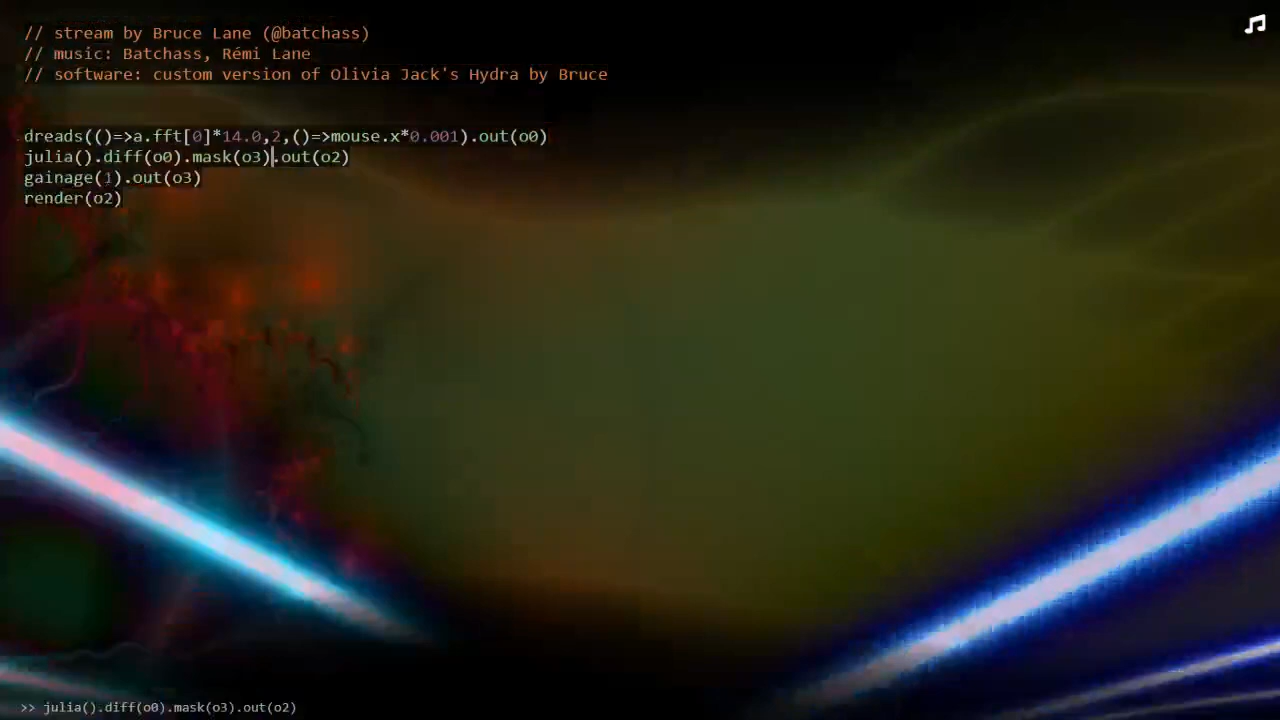 // stream by Bruce Lane (@batchass)
// music: Batchass, Rémi Lane
// software: custom version of Olivia Jack's Hydra by Bruce
dreads(()=>a.fft[0]*14.0,2,()=>mouse.x*0.001).out(o0)
julia().diff(o0).mask(o3).out(o2)
gainage(1).out(o3)
render(o2)
>> julia().diff(o0).mask(o3).out(o2)